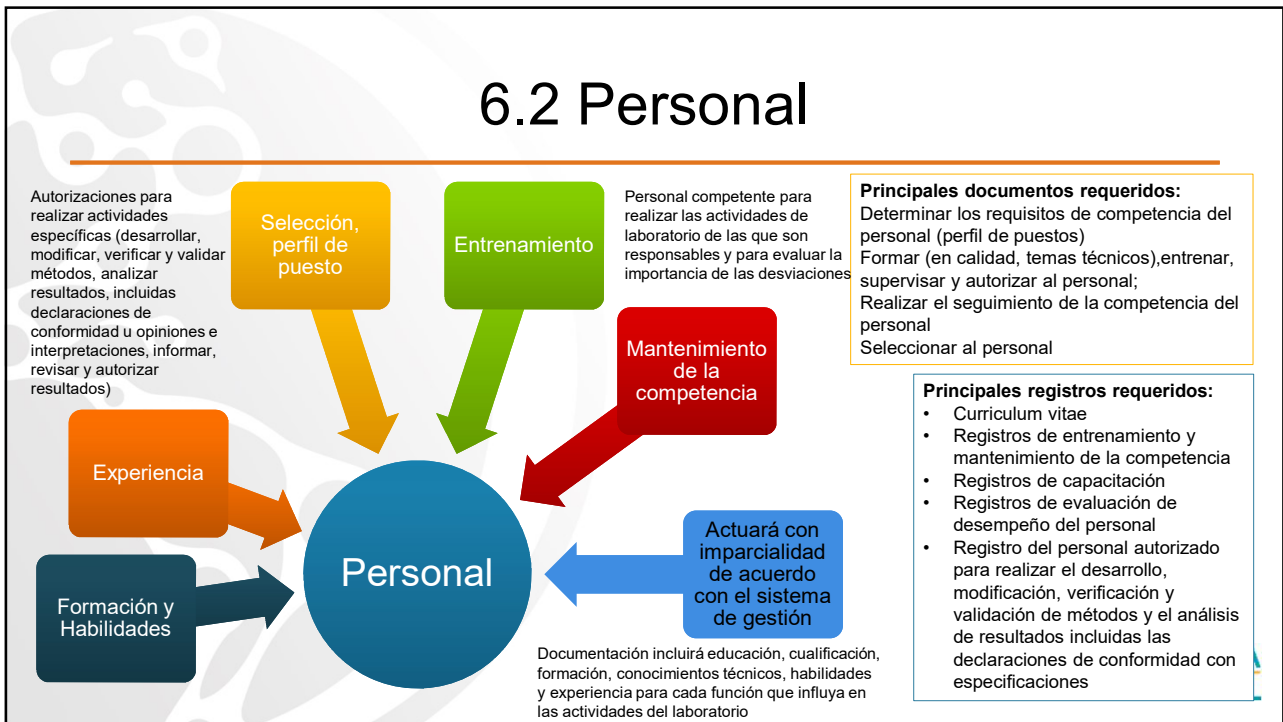 6.2 Personal
Autorizaciones para
realizar actividades
específicas (desarrollar,
modificar, verificar y validar
métodos, analizar
resultados, incluidas
declaraciones de
conformidad u opiniones e
interpretaciones, informar,
revisar y autorizar
resultados)
Selección,
perfil de
puesto
Entrenamiento
Personal competente para
realizar las actividades de
laboratorio de las que son
responsables y para evaluar la
importancia de las desviaciones
Mantenimiento
de la
competencia
Experiencia
Formación y
Habilidades
Personal
Actuará con
imparcialidad
de acuerdo
con el sistema
de gestión
Documentación incluirá educación, cualificación,
formación, conocimientos técnicos, habilidades
y experiencia para cada función que influya en
las actividades del laboratorio
Principales documentos requeridos:
Determinar los requisitos de competencia del
personal (perfil de puestos)
Formar (en calidad, temas técnicos),entrenar,
supervisar y autorizar al personal;
Realizar el seguimiento de la competencia del
personal
Seleccionar al personal
Principales registros requeridos:
• Curriculum vitae
• Registros de entrenamiento y
mantenimiento de la competencia
• Registros de capacitación
• Registros de evaluación de
desempeño del personal
• Registro del personal autorizado
para realizar el desarrollo,
modificación, verificación y
validación de métodos y el análisis
de resultados incluidas las
declaraciones de conformidad con
especificaciones